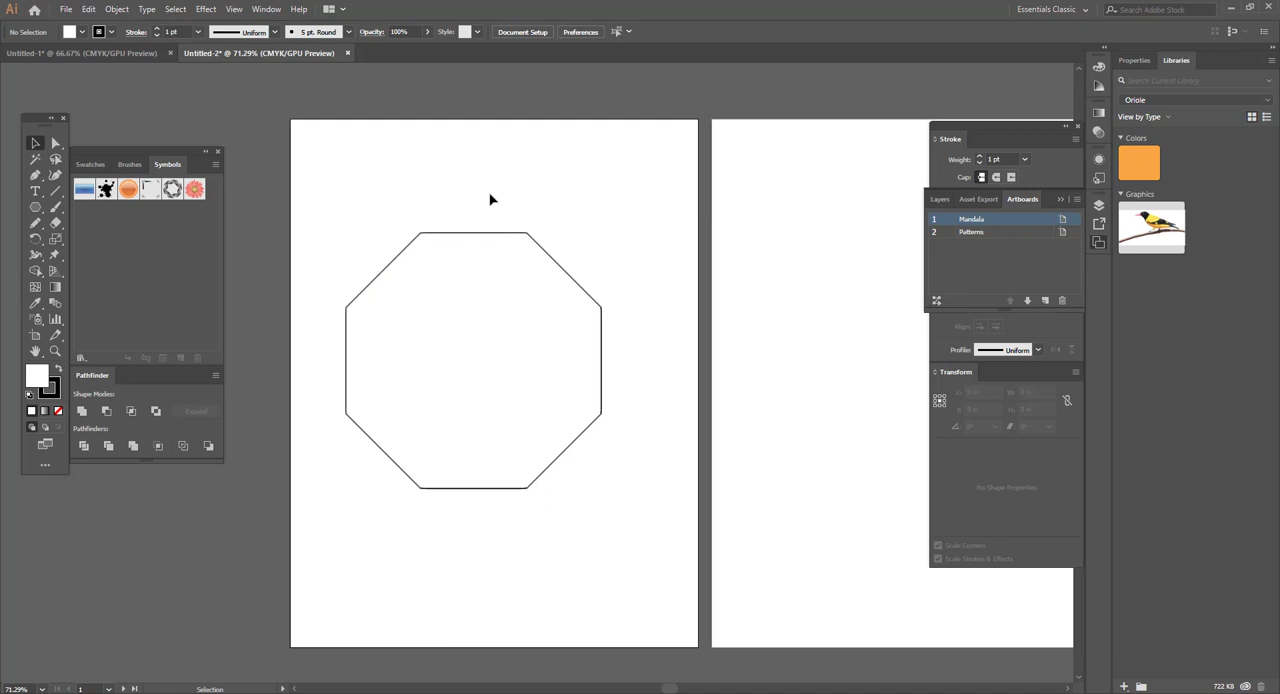 Ai File Edit Object Type Select Effect View Window Help Essentials Classic Search Adobe Stock
No Selection Stroke: 1 pt Uniform 5 pt. Round Opacity: 100% Style: Document Setup Preferences
Untitled-1* @ 66.67% (CMYK/GPU Preview) × Untitled-2* @ 71.29% (CMYK/GPU Preview) ×
Properties Libraries
Search Current Library
Oriole
View by Type
Colors
Graphics
Swatches Brushes Symbols
Pathfinder
Shape Modes:
Expand
Pathfinders:
Stroke
Weight: 1 pt
Cap:
Layers Asset Export Artboards
1 Mandala
2 Patterns
Align:
Profile: Uniform
Transform
No Shape Properties
Scale Corners
Scale Strokes & Effects
71.29% 1 Selection 722 KB